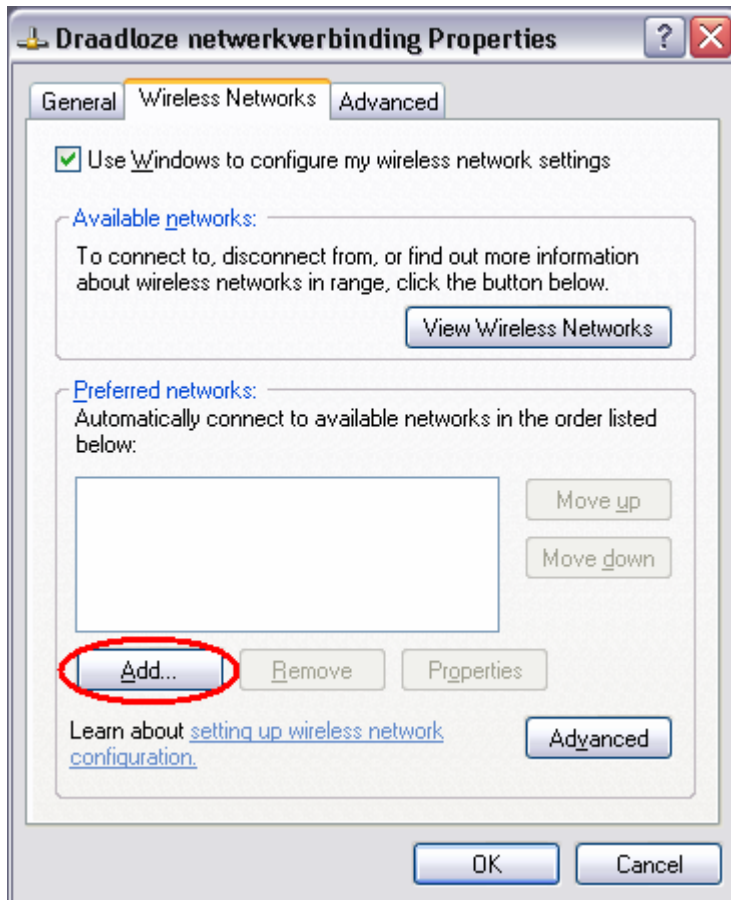 Draadloze netwerkverbinding Properties
General
Wireless Networks
Advanced
Use Windows to configure my wireless network settings
Available networks:
To connect to, disconnect from, or find out more information
about wireless networks in range, click the button below.
View Wireless Networks
Preferred networks:
Automatically connect to available networks in the order listed
below:
Move up
Move down
Add...
Remove
Properties
Learn about setting up wireless network
configuration.
Advanced
OK
Cancel